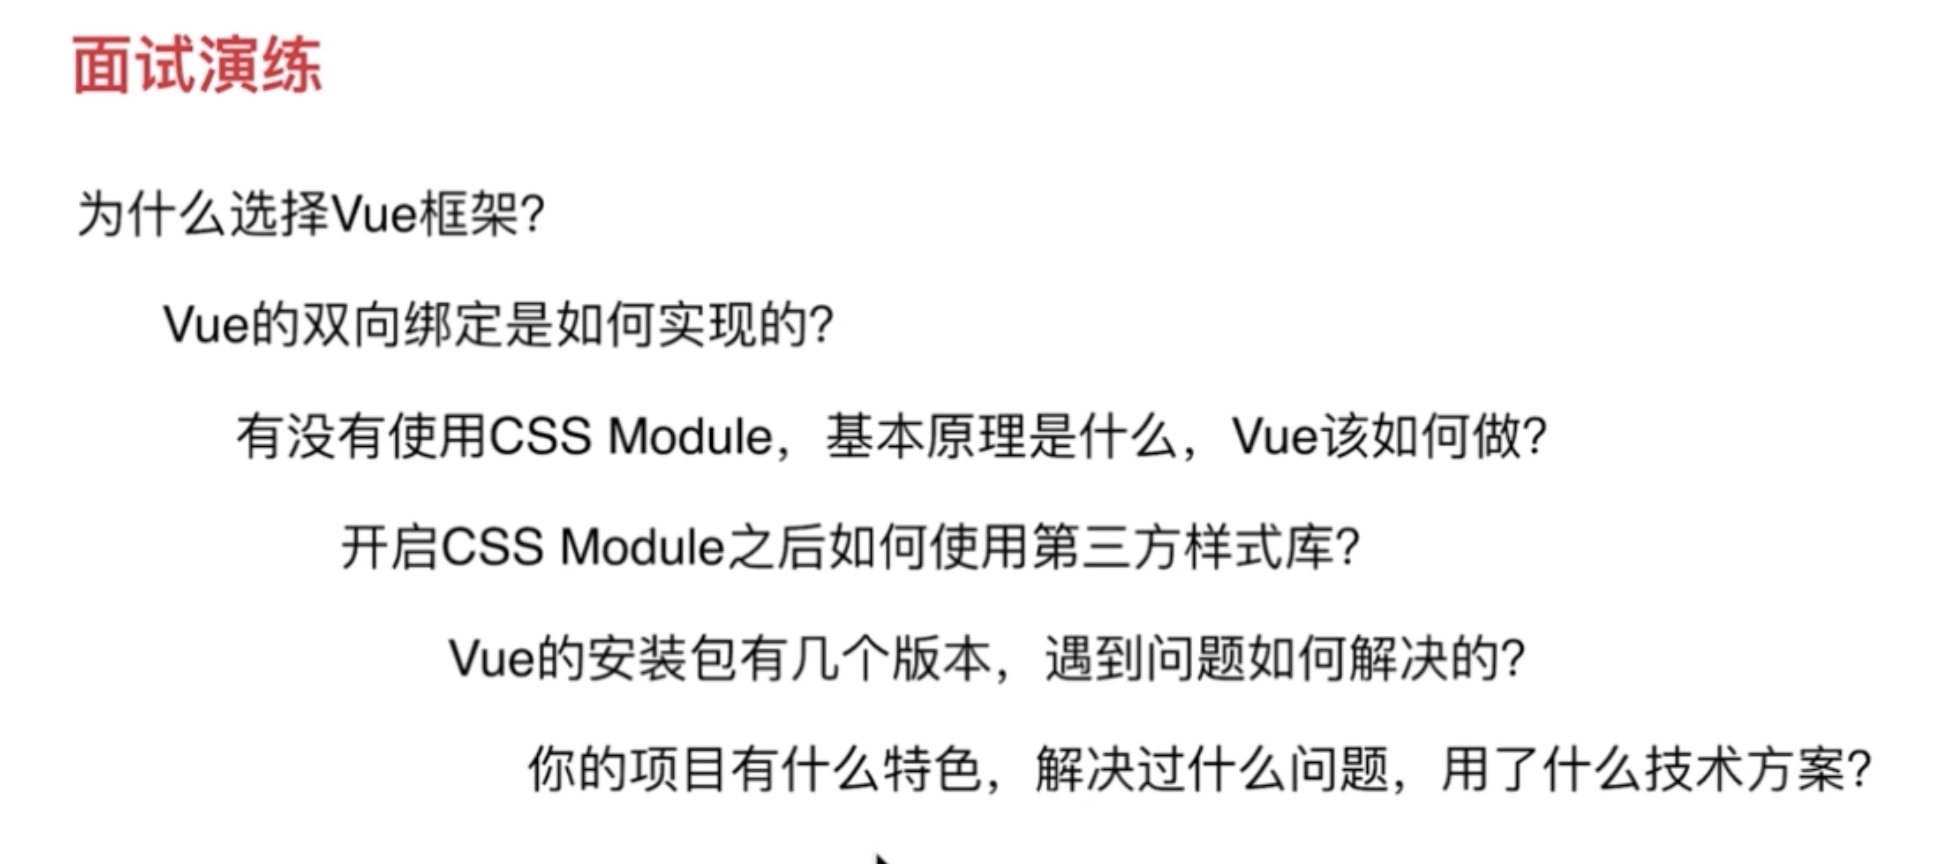 面试演练
为什么选择Vue框架？
Vue的双向绑定是如何实现的？
有没有使用CSS Module，基本原理是什么，Vue该如何做？
开启CSS Module之后如何使用第三方样式库？
Vue的安装包有几个版本，遇到问题如何解决的？
你的项目有什么特色，解决过什么问题，用了什么技术方案？